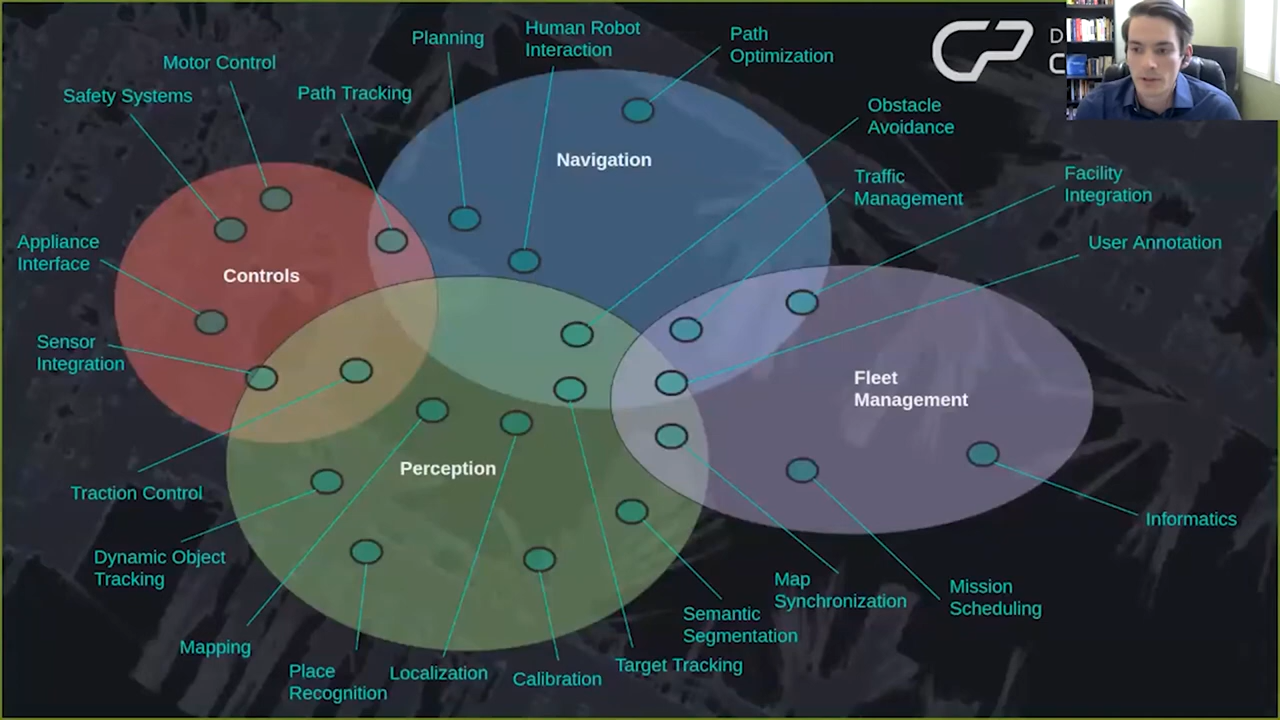 Human Robot
Interaction
Planning
Path
Optimization
D
C
Motor Control
Safety Systems
Path Tracking
Obstacle
Avoidance
Navigation
Traffic
Management
Facility
Integration
User Annotation
Appliance
Interface
Controls
Sensor
Integration
Fleet
Management
Perception
Traction Control
Informatics
Dynamic Object
Tracking
Map
Synchronization
Mission
Scheduling
Semantic
Segmentation
Mapping
Place
Recognition
Localization
Calibration
Target Tracking